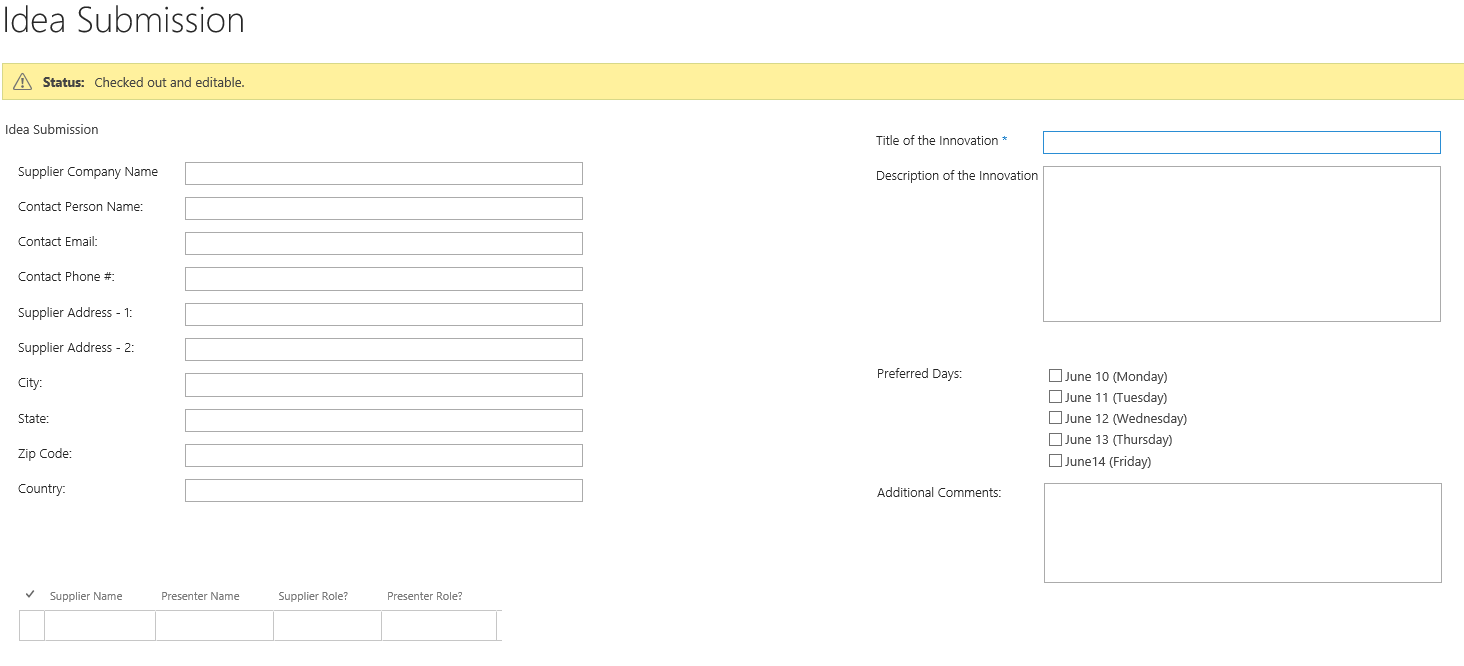 Idea Submission
Status: Checked out and editable.
Idea Submission
Supplier Company Name
Contact Person Name:
Contact Email:
Contact Phone #:
Supplier Address - 1:
Supplier Address - 2:
City:
State:
Zip Code:
Country:
Supplier Name Presenter Name Supplier Role? Presenter Role?
Title of the Innovation *
Description of the Innovation
Preferred Days:
June 10 (Monday)
June 11 (Tuesday)
June 12 (Wednesday)
June 13 (Thursday)
June14 (Friday)
Additional Comments: